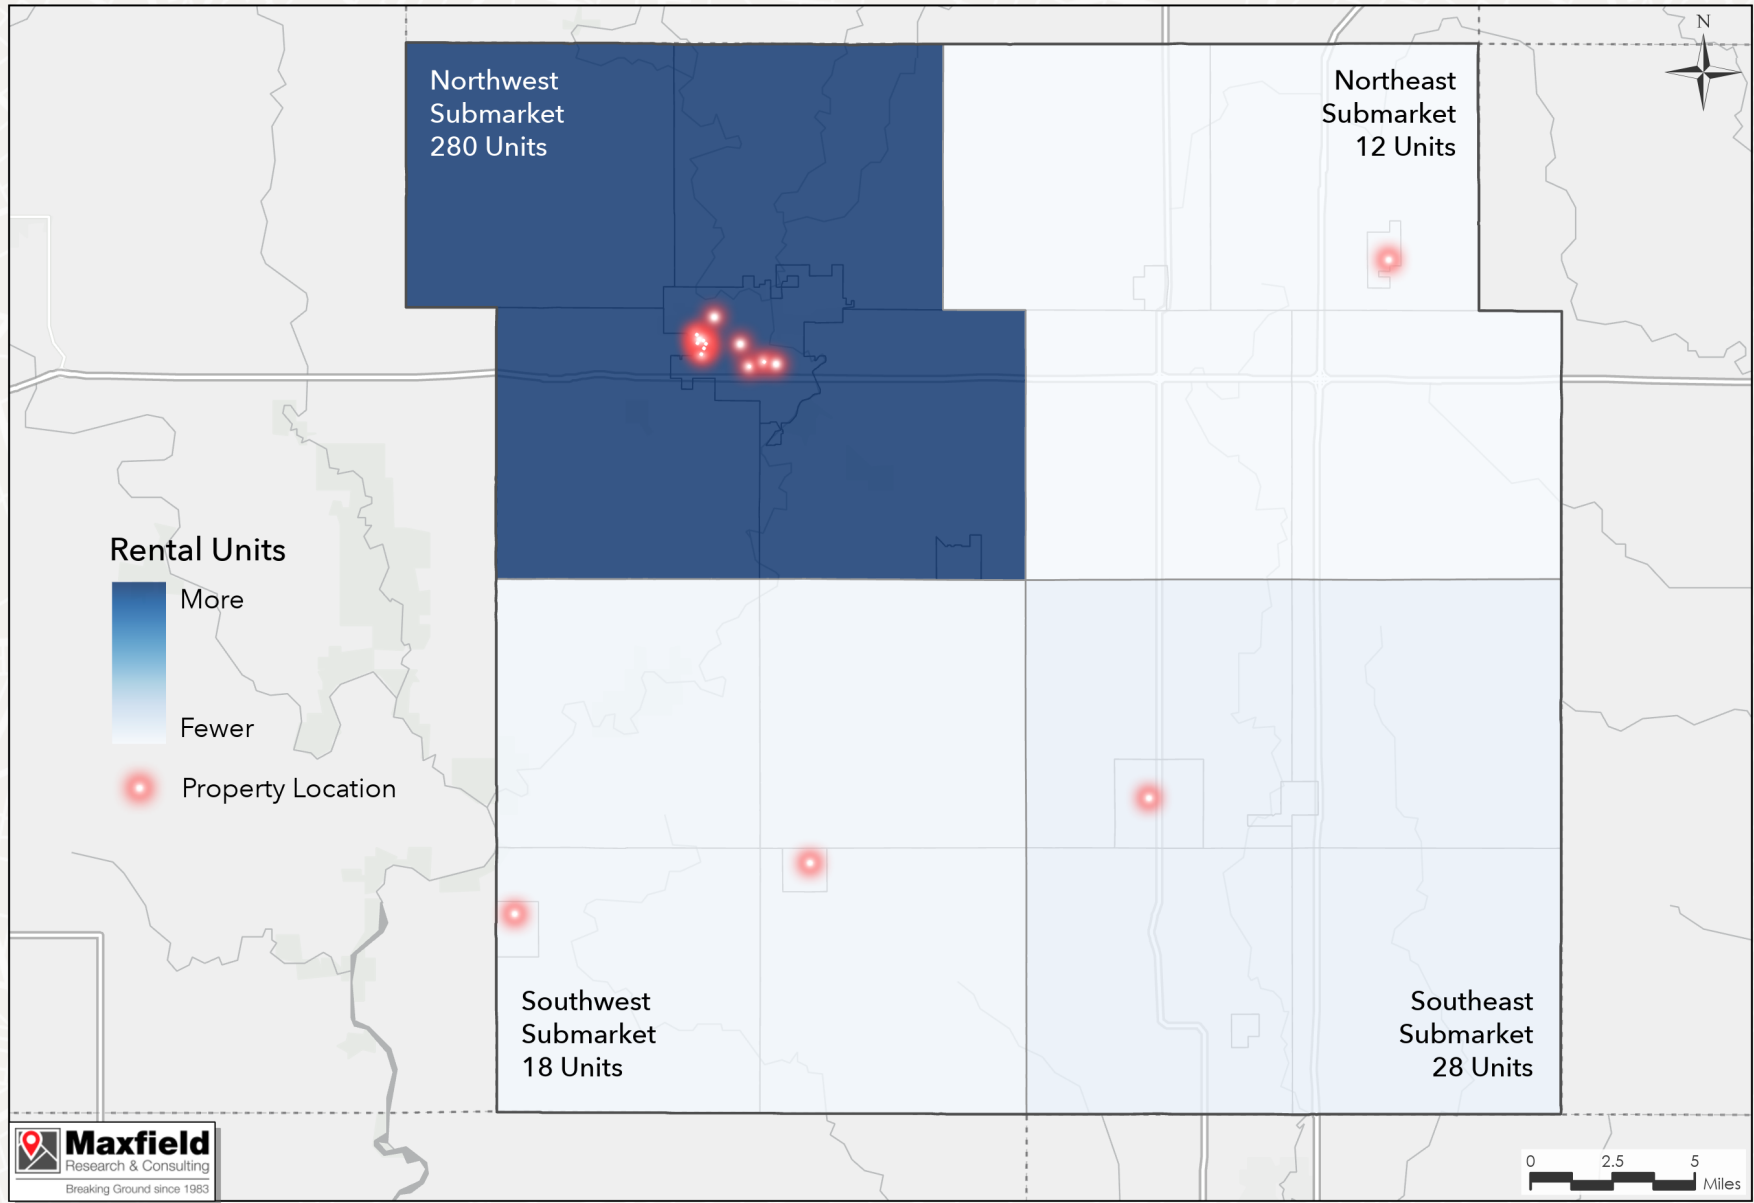 Northwest
Submarket
280 Units
Northeast
Submarket
12 Units
N
Rental Units
More
Fewer
Property Location
Southwest
Submarket
18 Units
Southeast
Submarket
28 Units
Maxfield
Research & Consulting
Breaking Ground since 1983
0 2.5 5
Miles